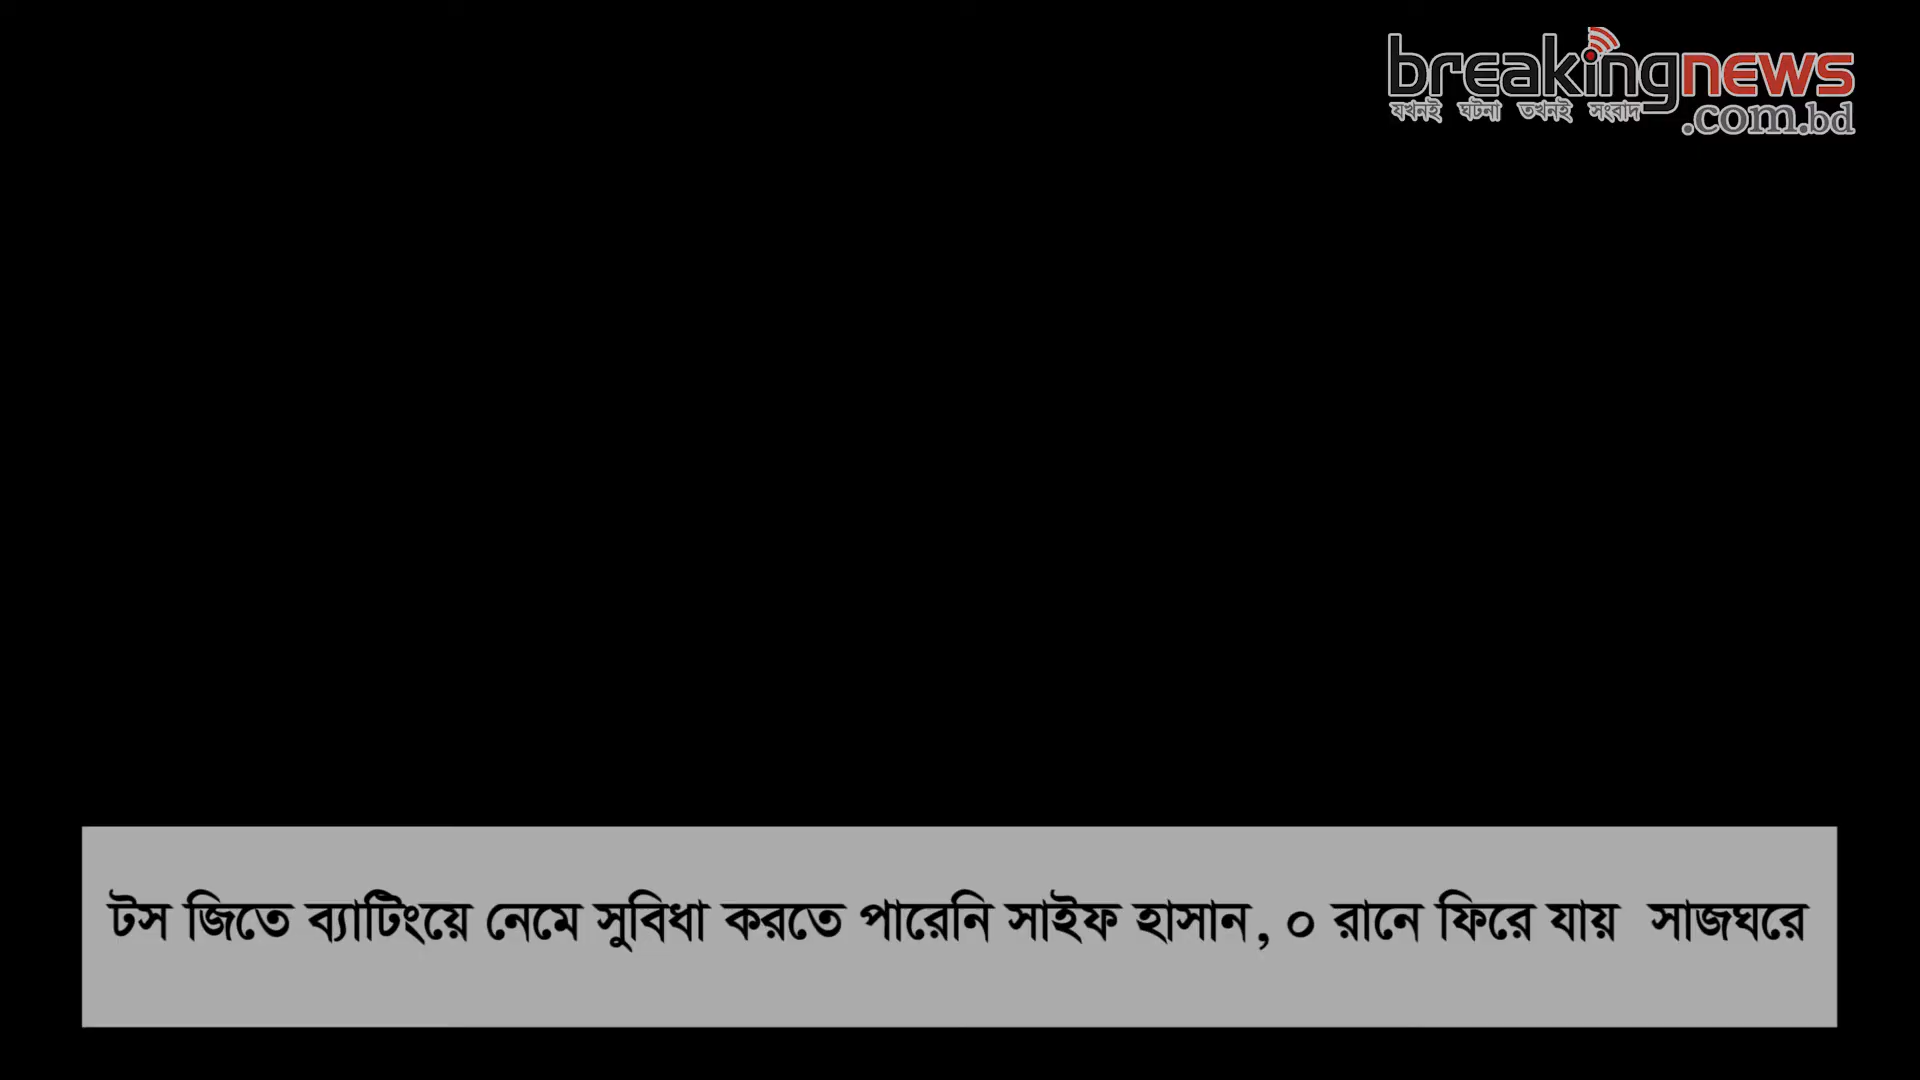 breakingnews
যখনই ঘটনা তখনই সংবাদ
.com.bd
টস জিতে ব্যাটিংয়ে নেমে সুবিধা করতে পারেনি সাইফ হাসান, ০ রানে ফিরে যায় সাজঘরে